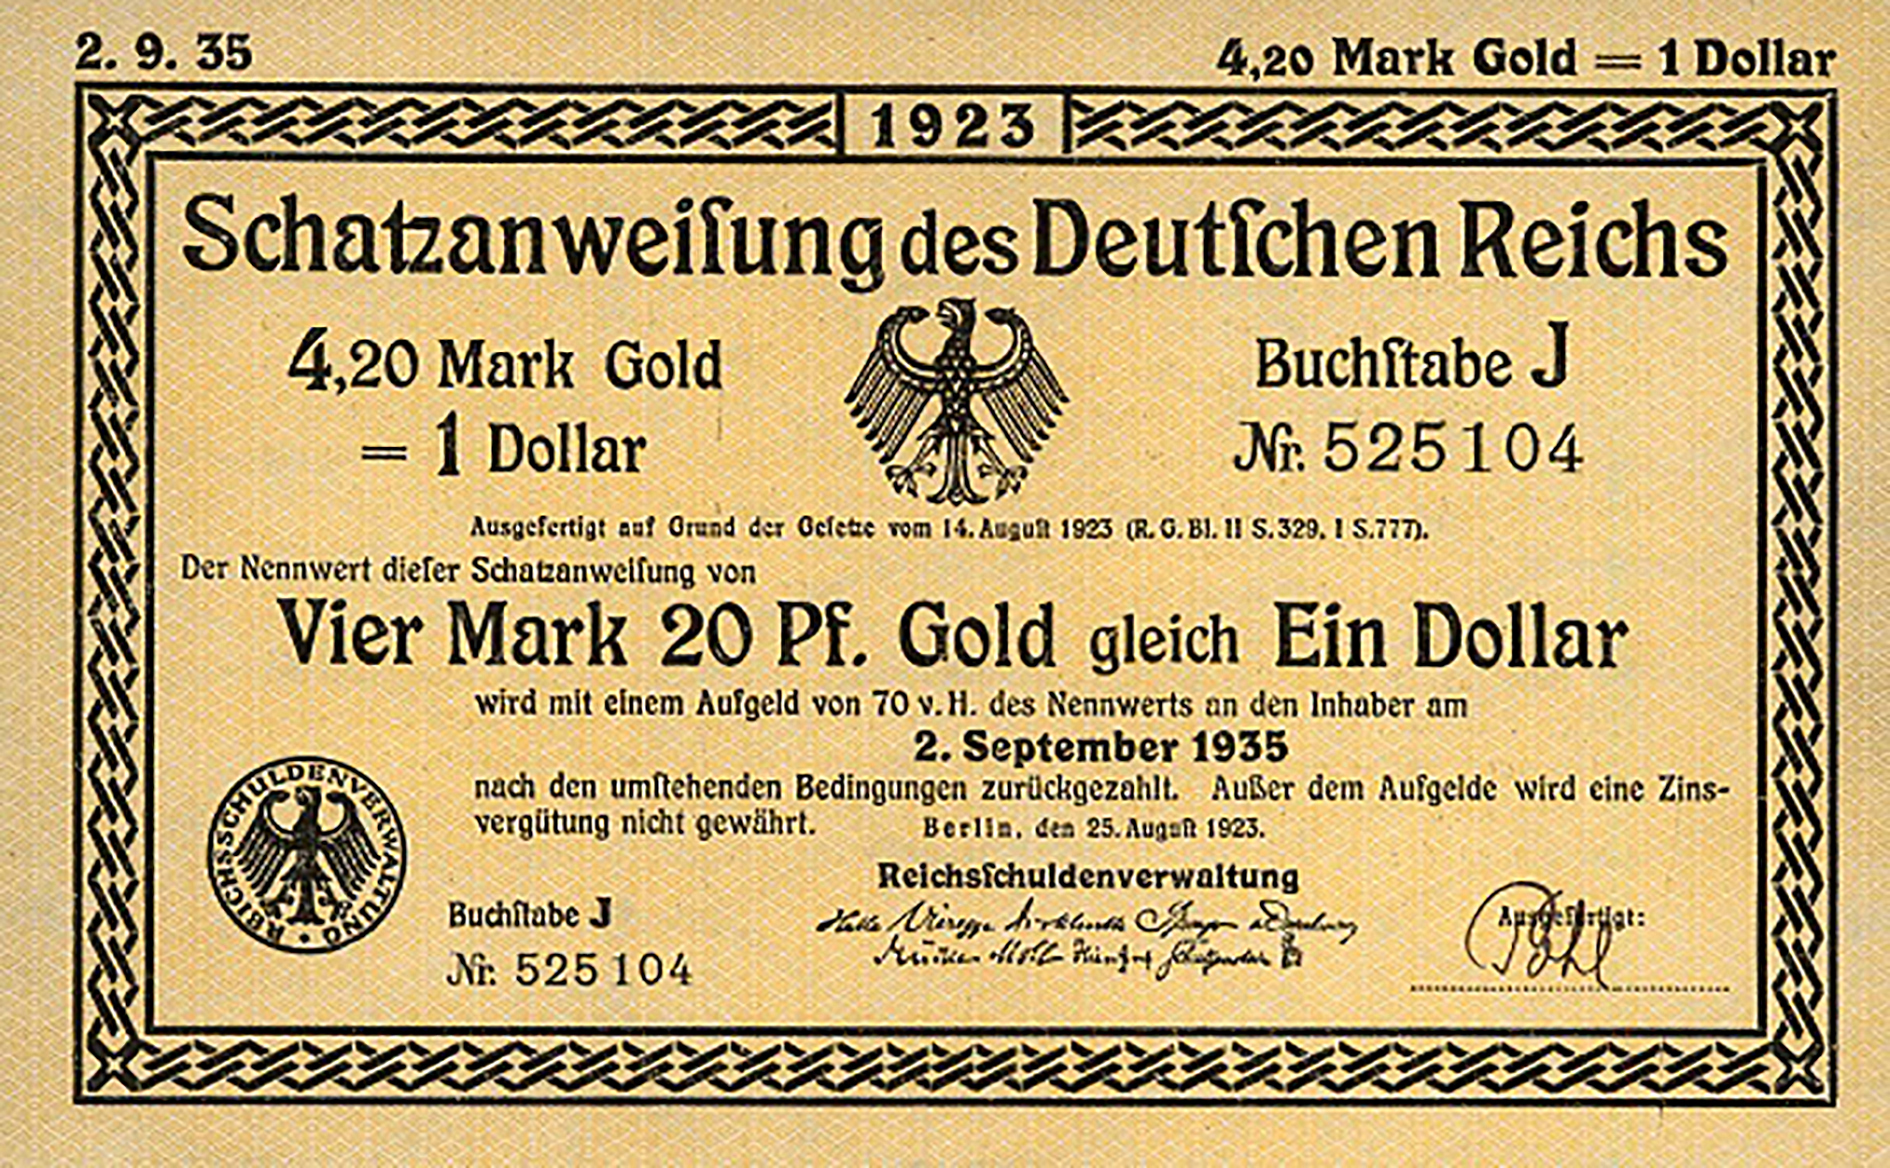 2. 9. 35
4,20 Mark Gold = 1 Dollar
1923
Schatzanweiſung des Deutſchen Reichs
4,20 Mark Gold
= 1 Dollar
Buchſtabe J
Nr. 525104
Ausgefertigt auf Grund der Geſetze vom 14. Auguſt 1923 (R. G. Bl. II S. 329, I S. 777).
Der Nennwert dieſer Schatzanweiſung von
Vier Mark 20 Pf. Gold gleich Ein Dollar
wird mit einem Aufgeld von 70 v. H. des Nennwerts an den Inhaber am
2. September 1935
nach den umſtehenden Bedingungen zurückgezahlt. Außer dem Aufgelde wird eine Zins-
vergütung nicht gewährt.
Berlin, den 25. Auguſt 1923.
Reichsſchuldenverwaltung
REICHSSCHULDENVERWALTUNG
Buchſtabe J
Nr. 525104
Ausgefertigt: